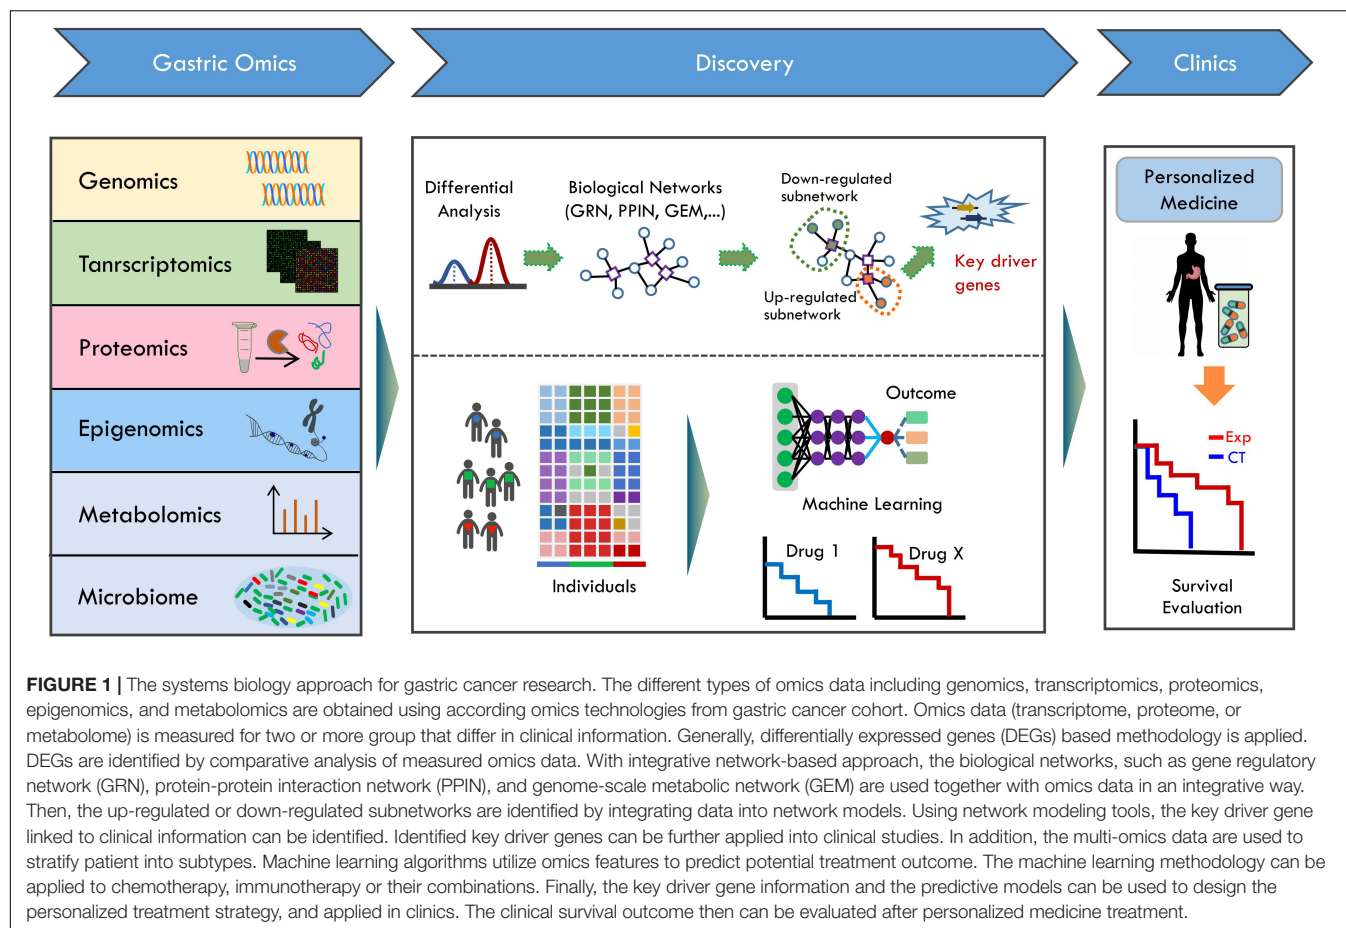 Gastric Omics
Discovery
Clinics
Genomics
Tanrscriptomics
Proteomics
Epigenomics
Metabolomics
Microbiome
Differential
Analysis
Biological Networks
(GRN, PPIN, GEM,...)
Down-regulated
subnetwork
Up-regulated
subnetwork
Key driver
genes
Individuals
Outcome
Machine Learning
Drug 1
Drug X
Personalized
Medicine
Exp
CT
Survival
Evaluation
FIGURE 1 | The systems biology approach for gastric cancer research. The different types of omics data including genomics, transcriptomics, proteomics,
epigenomics, and metabolomics are obtained using according omics technologies from gastric cancer cohort. Omics data (transcriptome, proteome, or
metabolome) is measured for two or more group that differ in clinical information. Generally, differentially expressed genes (DEGs) based methodology is applied.
DEGs are identified by comparative analysis of measured omics data. With integrative network-based approach, the biological networks, such as gene regulatory
network (GRN), protein-protein interaction network (PPIN), and genome-scale metabolic network (GEM) are used together with omics data in an integrative way.
Then, the up-regulated or down-regulated subnetworks are identified by integrating data into network models. Using network modeling tools, the key driver gene
linked to clinical information can be identified. Identified key driver genes can be further applied into clinical studies. In addition, the multi-omics data are used to
stratify patient into subtypes. Machine learning algorithms utilize omics features to predict potential treatment outcome. The machine learning methodology can be
applied to chemotherapy, immunotherapy or their combinations. Finally, the key driver gene information and the predictive models can be used to design the
personalized treatment strategy, and applied in clinics. The clinical survival outcome then can be evaluated after personalized medicine treatment.